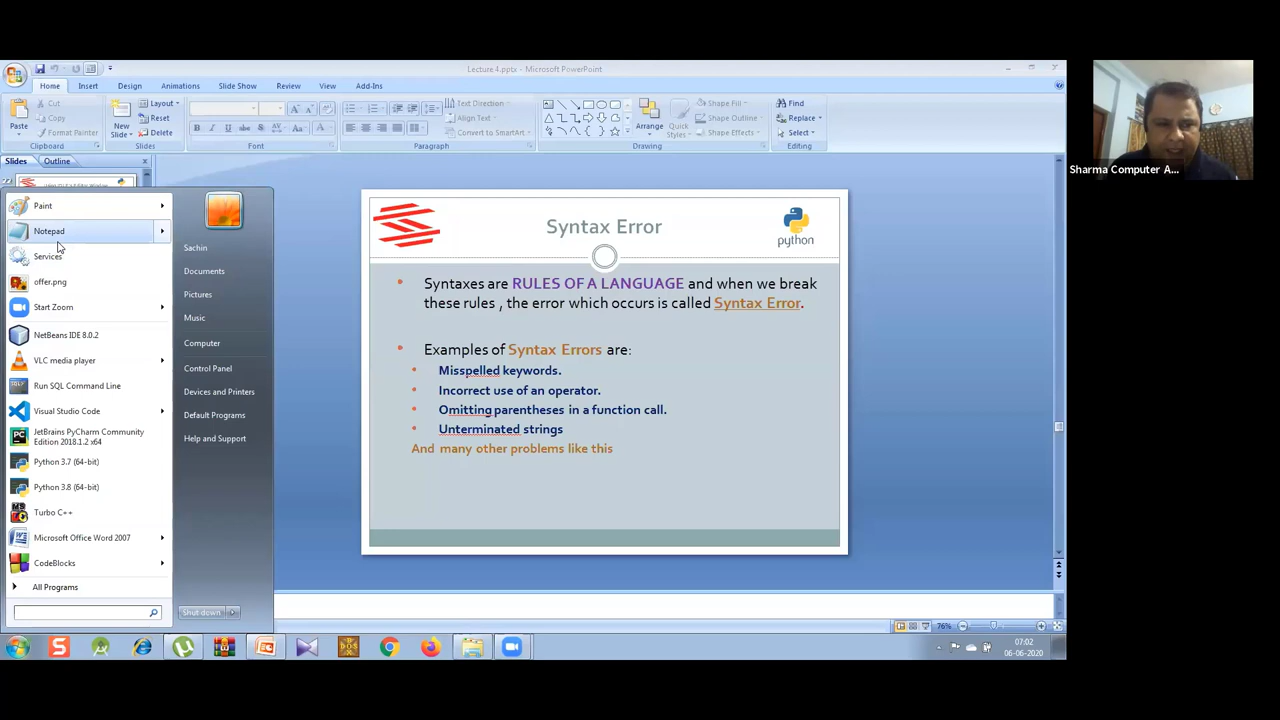 Lecture 4.pptx - Microsoft PowerPoint
Home Insert Design Animations Slide Show Review View Add-Ins
Paste
Cut
Copy
Format Painter
Clipboard
New Slide
Layout
Reset
Delete
Slides
B I U abe S AV Aa A
Font
Text Direction
Align Text
Convert to SmartArt
Paragraph
Arrange
Quick Styles
Shape Fill
Shape Outline
Shape Effects
Drawing
Find
Replace
Select
Editing
Slides Outline
Paint
Notepad
Services
offer.png
Start Zoom
NetBeans IDE 8.0.2
VLC media player
Run SQL Command Line
Visual Studio Code
JetBrains PyCharm Community
Edition 2018.1.2 x64
Python 3.7 (64-bit)
Python 3.8 (64-bit)
Turbo C++
Microsoft Office Word 2007
CodeBlocks
All Programs
Sachin
Documents
Pictures
Music
Computer
Control Panel
Devices and Printers
Default Programs
Help and Support
Shut down
Syntax Error
python
Syntaxes are RULES OF A LANGUAGE and when we break
these rules , the error which occurs is called Syntax Error.
Examples of Syntax Errors are:
Misspelled keywords.
Incorrect use of an operator.
Omitting parentheses in a function call.
Unterminated strings
And many other problems like this
76%
07:02
06-06-2020
Sharma Computer A...